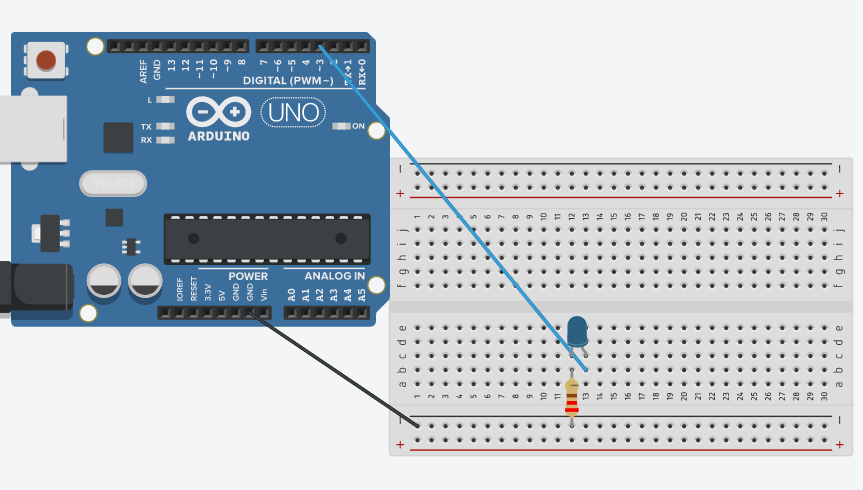 AREF GND 13 12 ~11 ~10 ~9 8 7 ~6 ~5 4 ~3 2 TX→1 RX←0
DIGITAL (PWM~)
L
TX
RX
ARDUINO
UNO
ON
POWER
ANALOG IN
IOREF RESET 3.3V 5V GND GND Vin A0 A1 A2 A3 A4 A5
− −
+ +
1 2 3 4 5 6 7 8 9 10 11 12 13 14 15 16 17 18 19 20 21 22 23 24 25 26 27 28 29 30
j j
i i
h h
g g
f f
e e
d d
c c
b b
a a
1 2 3 4 5 6 7 8 9 10 11 13 14 15 16 17 18 19 20 21 22 23 24 25 26 27 28 29 30
− −
+ +